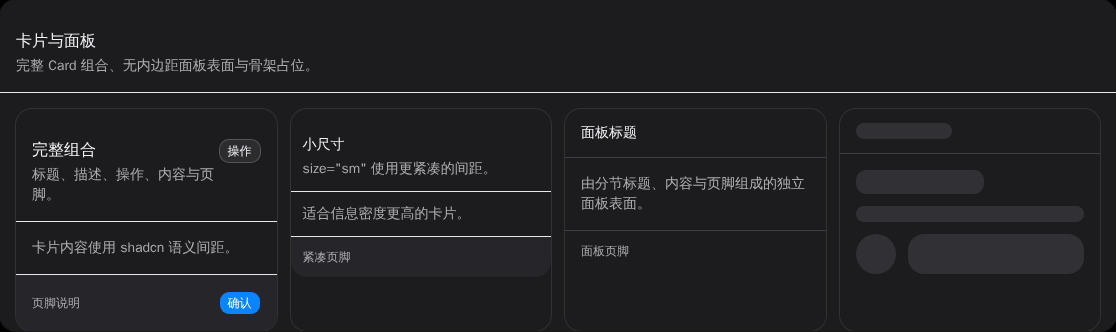 卡片与面板
完整 Card 组合、无内边距面板表面与骨架占位。
完整组合
操作
标题、描述、操作、内容与页
脚。
卡片内容使用 shadcn 语义间距。
页脚说明
确认
小尺寸
size="sm" 使用更紧凑的间距。
适合信息密度更高的卡片。
紧凑页脚
面板标题
由分节标题、内容与页脚组成的独立
面板表面。
面板页脚